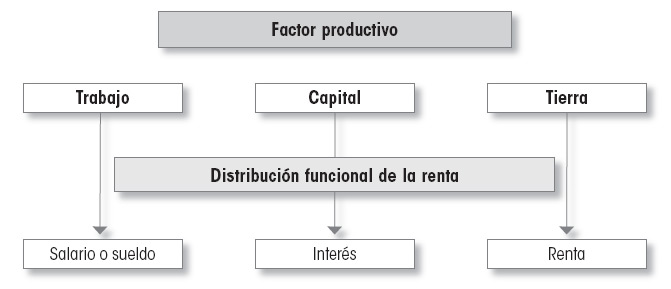 Factor productivo
Trabajo
Capital
Tierra
Distribución funcional de la renta
Salario o sueldo
Interés
Renta